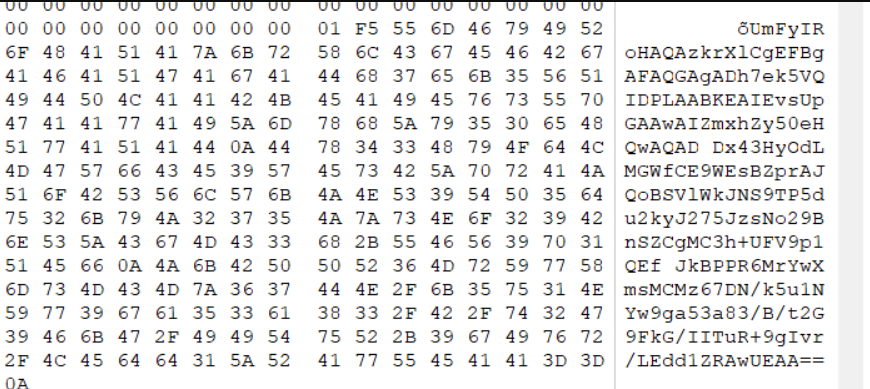 00 00 00 00 00 00 00 00 00 00 00 00 00 00 00 00
00 00 00 00 00 00 00 00 01 F5 55 6D 46 79 49 52 õUmFyIR
6F 48 41 51 41 7A 6B 72 58 6C 43 67 45 46 42 67 oHAQAzkrXlCgEFBg
41 46 41 51 47 41 67 41 44 68 37 65 6B 35 56 51 AFAQGAgADh7ek5VQ
49 44 50 4C 41 41 42 4B 45 41 49 45 76 73 55 70 IDPLAABKEAIEvsUp
47 41 41 77 41 49 5A 6D 78 68 5A 79 35 30 65 48 GAAwAIZmxhZy50eH
51 77 41 51 41 44 0A 44 78 34 33 48 79 4F 64 4C QwAQAD Dx43HyOdL
4D 47 57 66 43 45 39 57 45 73 42 5A 70 72 41 4A MGWfCE9WEsBZprAJ
51 6F 42 53 56 6C 57 6B 4A 4E 53 39 54 50 35 64 QoBSVlWkJNS9TP5d
75 32 6B 79 4A 32 37 35 4A 7A 73 4E 6F 32 39 42 u2kyJ275JzsNo29B
6E 53 5A 43 67 4D 43 33 68 2B 55 46 56 39 70 31 nSZCgMC3h+UFV9p1
51 45 66 0A 4A 6B 42 50 50 52 36 4D 72 59 77 58 QEf JkBPPR6MrYwX
6D 73 4D 43 4D 7A 36 37 44 4E 2F 6B 35 75 31 4E msMCMz67DN/k5u1N
59 77 39 67 61 35 33 61 38 33 2F 42 2F 74 32 47 Yw9ga53a83/B/t2G
39 46 6B 47 2F 49 49 54 75 52 2B 39 67 49 76 72 9FkG/IITuR+9gIvr
2F 4C 45 64 64 31 5A 52 41 77 55 45 41 41 3D 3D /LEdd1ZRAwUEAA==
0A